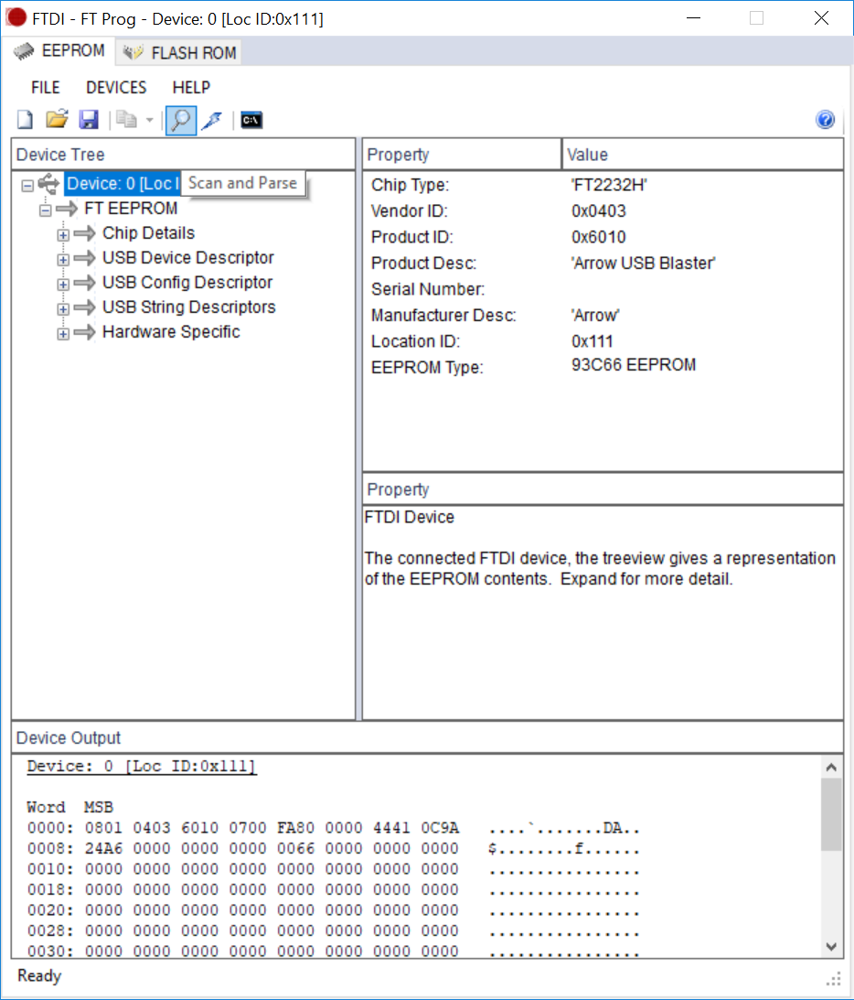 FTDI - FT Prog - Device: 0 [Loc ID:0x111]
EEPROM FLASH ROM
FILE DEVICES HELP
C:\
Device Tree
Device: 0 [Loc I
Scan and Parse
FT EEPROM
Chip Details
USB Device Descriptor
USB Config Descriptor
USB String Descriptors
Hardware Specific
Property Value
Chip Type: 'FT2232H'
Vendor ID: 0x0403
Product ID: 0x6010
Product Desc: 'Arrow USB Blaster'
Serial Number:
Manufacturer Desc: 'Arrow'
Location ID: 0x111
EEPROM Type: 93C66 EEPROM
Property
FTDI Device
The connected FTDI device, the treeview gives a representation
of the EEPROM contents.  Expand for more detail.
Device Output
Device: 0 [Loc ID:0x111]
Word  MSB
0000: 0801 0403 6010 0700 FA80 0000 4441 0C9A   ....`.......DA..
0008: 24A6 0000 0000 0000 0066 0000 0000 0000   $........f......
0010: 0000 0000 0000 0000 0000 0000 0000 0000   ................
0018: 0000 0000 0000 0000 0000 0000 0000 0000   ................
0020: 0000 0000 0000 0000 0000 0000 0000 0000   ................
0028: 0000 0000 0000 0000 0000 0000 0000 0000   ................
0030: 0000 0000 0000 0000 0000 0000 0000 0000   ................
Ready